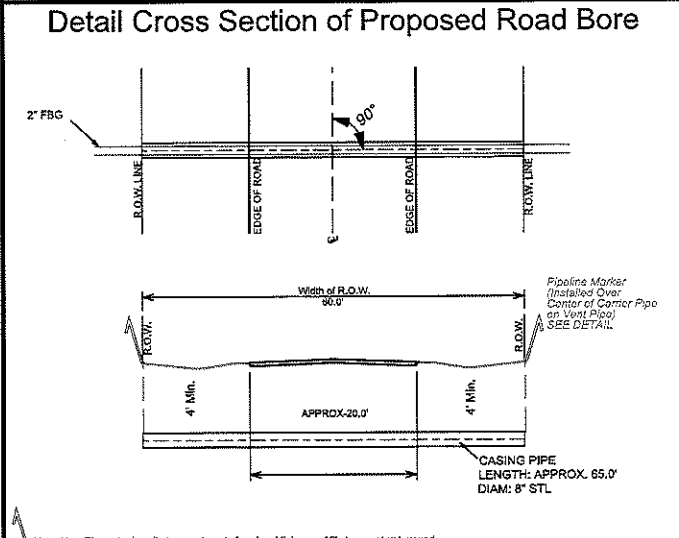 Detail Cross Section of Proposed Road Bore
2" FBG
90°
R.O.W. LINE
EDGE OF ROAD
EDGE OF ROAD
R.O.W. LINE
Width of R.O.W.
60.0'
Pipeline Marker
(Installed Over
Center of Carrier Pipe
on Vent Pipe)
SEE DETAIL
R.O.W.
R.O.W.
4' Min.
APPROX-20.0'
4' Min.
CASING PIPE
LENGTH: APPROX. 65.0'
DIAM: 8" STL